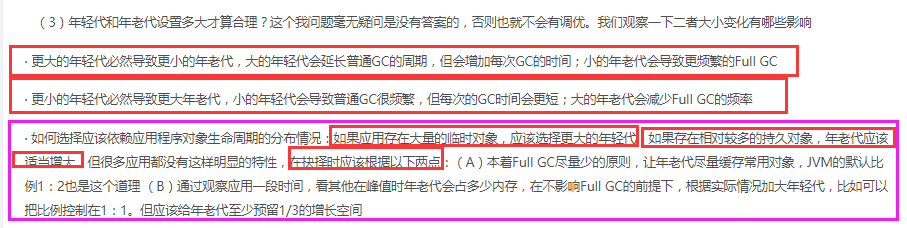 （3）年轻代和年老代设置多大才算合理？这个我问题毫无疑问是没有答案的，否则也就不会有调优。我们观察一下二者大小变化有哪些影响
· 更大的年轻代必然导致更小的年老代，大的年轻代会延长普通GC的周期，但会增加每次GC的时间；小的年老代会导致更频繁的Full GC
· 更小的年轻代必然导致更大年老代，小的年轻代会导致普通GC很频繁，但每次的GC时间会更短；大的年老代会减少Full GC的频率
· 如何选择应该依赖应用程序对象生命周期的分布情况：如果应用存在大量的临时对象，应该选择更大的年轻代；如果存在相对较多的持久对象，年老代应该
适当增大。但很多应用都没有这样明显的特性，在抉择时应该根据以下两点：（A）本着Full GC尽量少的原则，让年老代尽量缓存常用对象，JVM的默认比
例1：2也是这个道理 （B）通过观察应用一段时间，看其他在峰值时年老代会占多少内存，在不影响Full GC的前提下，根据实际情况加大年轻代，比如可以
把比例控制在1：1。但应该给年老代至少预留1/3的增长空间